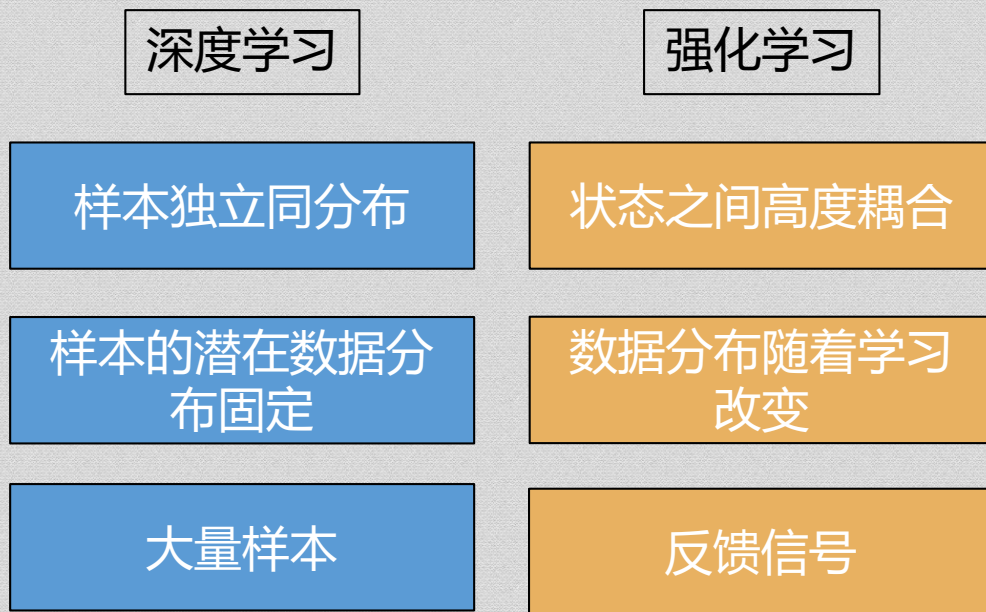 深度学习
强化学习
样本独立同分布
状态之间高度耦合
样本的潜在数据分
布固定
数据分布随着学习
改变
大量样本
反馈信号